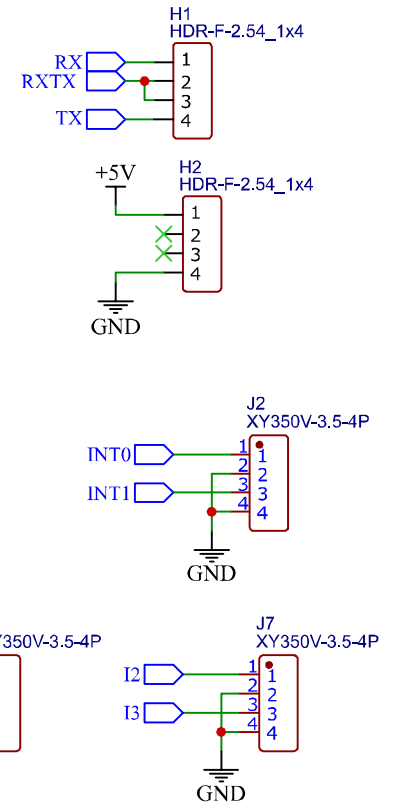 H1
HDR-F-2.54_1x4
RX
1
RXTX
2
3
TX
4
H2
HDR-F-2.54_1x4
+5V
1
2
3
4
GND
J2
XY350V-3.5-4P
INT0
1
1
2
2
INT1
3
3
4
4
GND
Y350V-3.5-4P
J7
XY350V-3.5-4P
I2
1
1
2
2
I3
3
3
4
4
GND